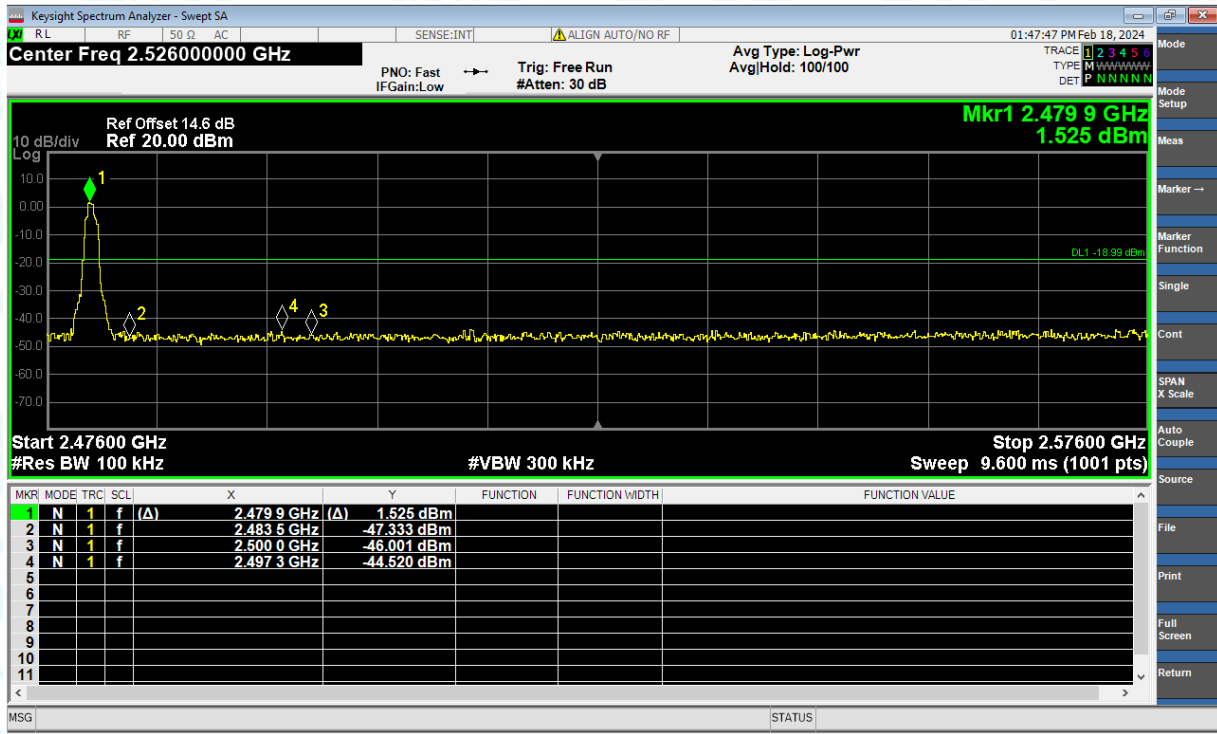 Keysight Spectrum Analyzer - Swept SA
LXI RL RF 50 Ω AC SENSE:INT ALIGN AUTO/NO RF 01:47:47 PM Feb 18, 2024
Center Freq 2.526000000 GHz
PNO: Fast
IFGain:Low
Trig: Free Run
#Atten: 30 dB
Avg Type: Log-Pwr
Avg|Hold: 100/100
TRACE 1 2 3 4 5 6
TYPE M WWWWW
DET P N N N N N
Mkr1 2.479 9 GHz
1.525 dBm
Ref Offset 14.6 dB
10 dB/div Ref 20.00 dBm
Log
10.0
0.00
-10.0
-20.0
-30.0
-40.0
-50.0
-60.0
-70.0
1
2
4
3
DL1 -18.99 dBm
Start 2.47600 GHz Stop 2.57600 GHz
#Res BW 100 kHz #VBW 300 kHz Sweep 9.600 ms (1001 pts)
MKR MODE TRC SCL X Y FUNCTION FUNCTION WIDTH FUNCTION VALUE
1 N 1 f (Δ) 2.479 9 GHz (Δ) 1.525 dBm
2 N 1 f 2.483 5 GHz -47.333 dBm
3 N 1 f 2.500 0 GHz -46.001 dBm
4 N 1 f 2.497 3 GHz -44.520 dBm
5
6
7
8
9
10
11
MSG STATUS
Mode
Mode
Setup
Meas
Marker →
Marker
Function
Single
Cont
SPAN
X Scale
Auto
Couple
Source
File
Print
Full
Screen
Return